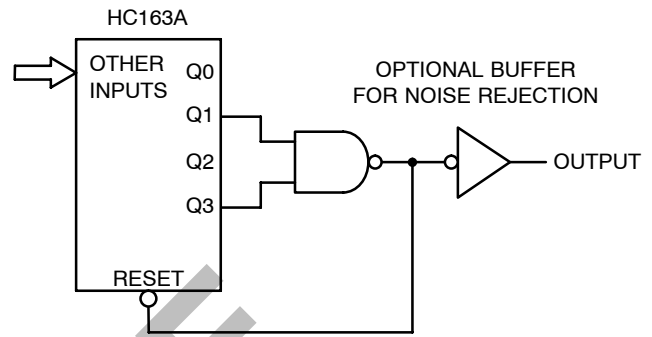 HC163A
OTHER
INPUTS
Q0
Q1
Q2
Q3
RESET
OPTIONAL BUFFER
FOR NOISE REJECTION
OUTPUT